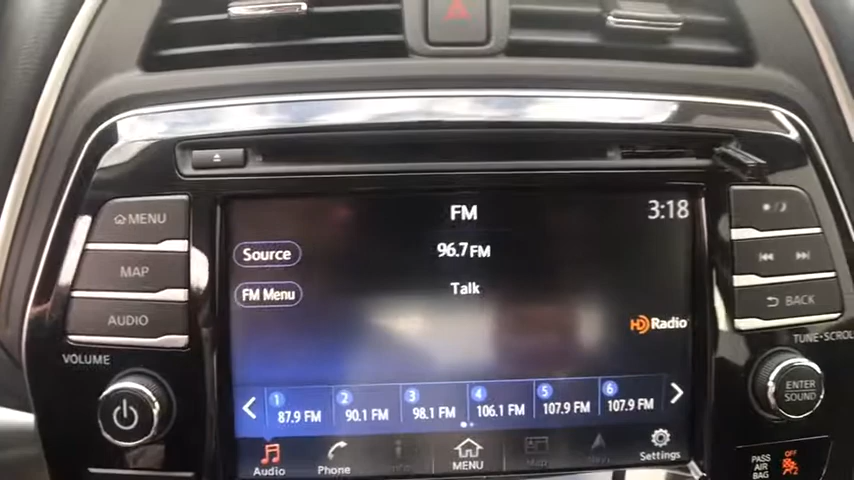 MENU
MAP
AUDIO
VOLUME
FM
3:18
Source
96.7 FM
FM Menu
Talk
HD Radio
1 87.9 FM
2 90.1 FM
3 98.1 FM
4 106.1 FM
5 107.9 FM
6 107.9 FM
Audio
Phone
Info
MENU
Map
Settings
BACK
TUNE·SCROLL
ENTER
SOUND
PASS
AIR
BAG
OFF